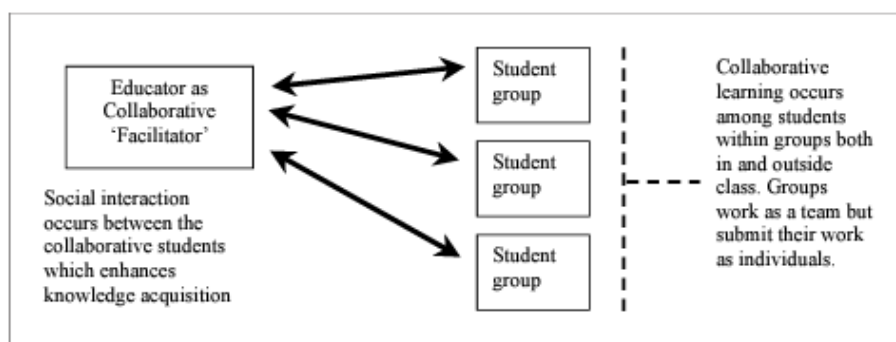 Educator as
Collaborative
‘Facilitator’
Social interaction
occurs between the
collaborative students
which enhances
knowledge acquisition
Student
group
Student
group
Student
group
Collaborative
learning occurs
among students
within groups both
in and outside
class. Groups
work as a team but
submit their work
as individuals.